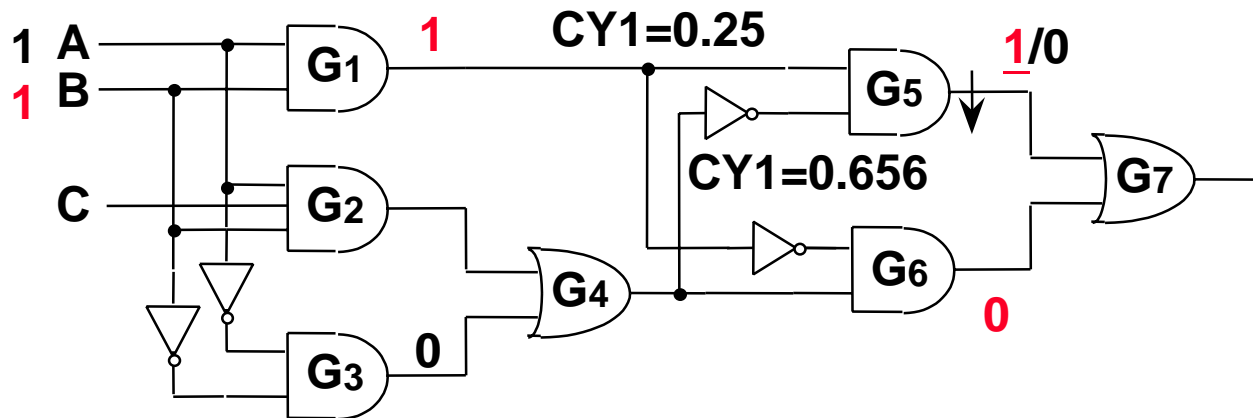 1 A G1 1 CY1=0.25 1/0
1 B G5
CY1=0.656
C G2 G7
G4 G6
0
G3 0